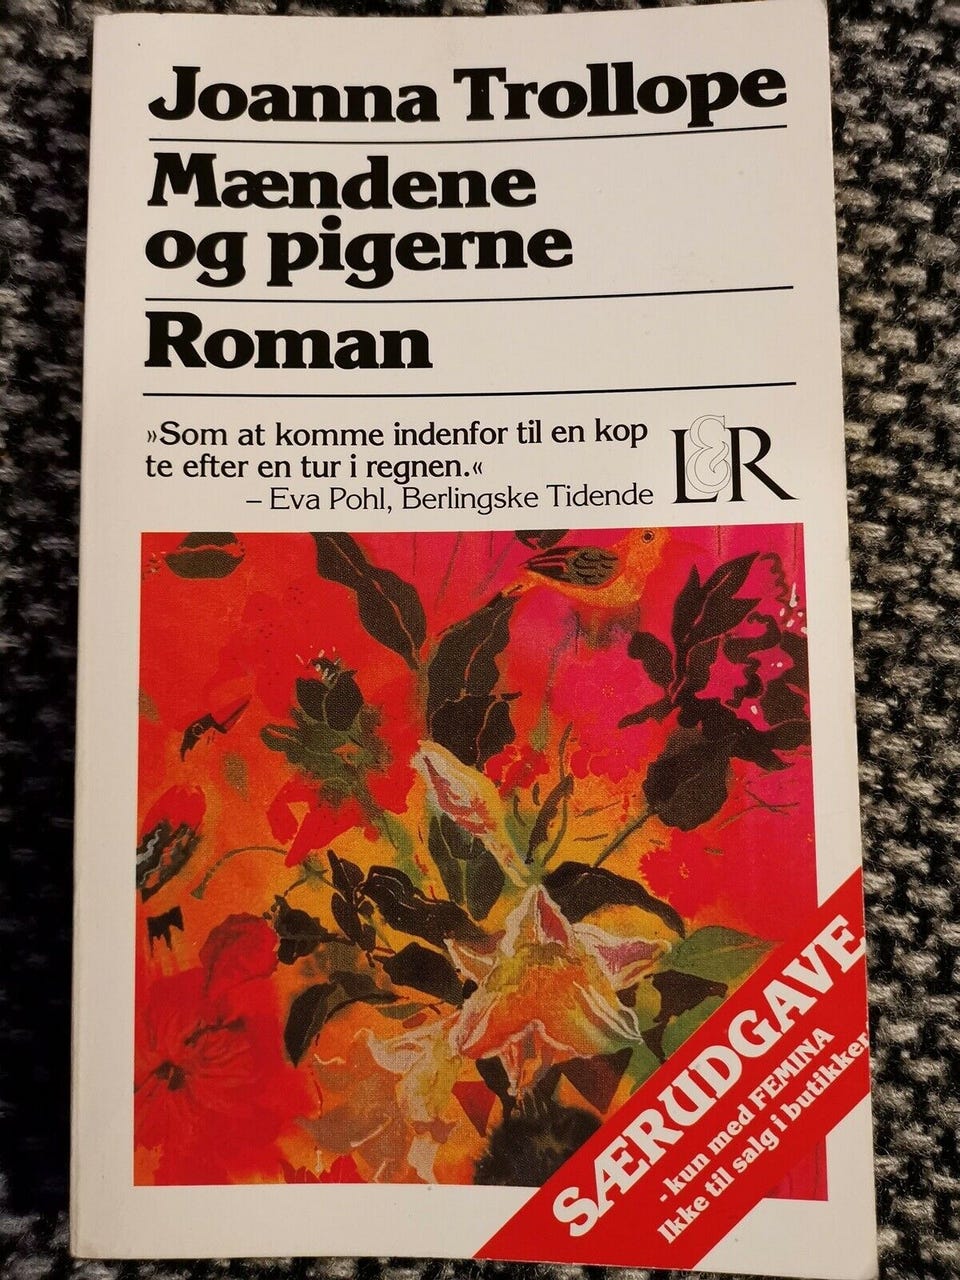 Joanna Trollope
Mændene
og pigerne
Roman
»Som at komme indenfor til en kop
te efter en tur i regnen.«
– Eva Pohl, Berlingske Tidende
L&R
SÆRUDGAVE
- kun med FEMINA
Ikke til salg i butikker